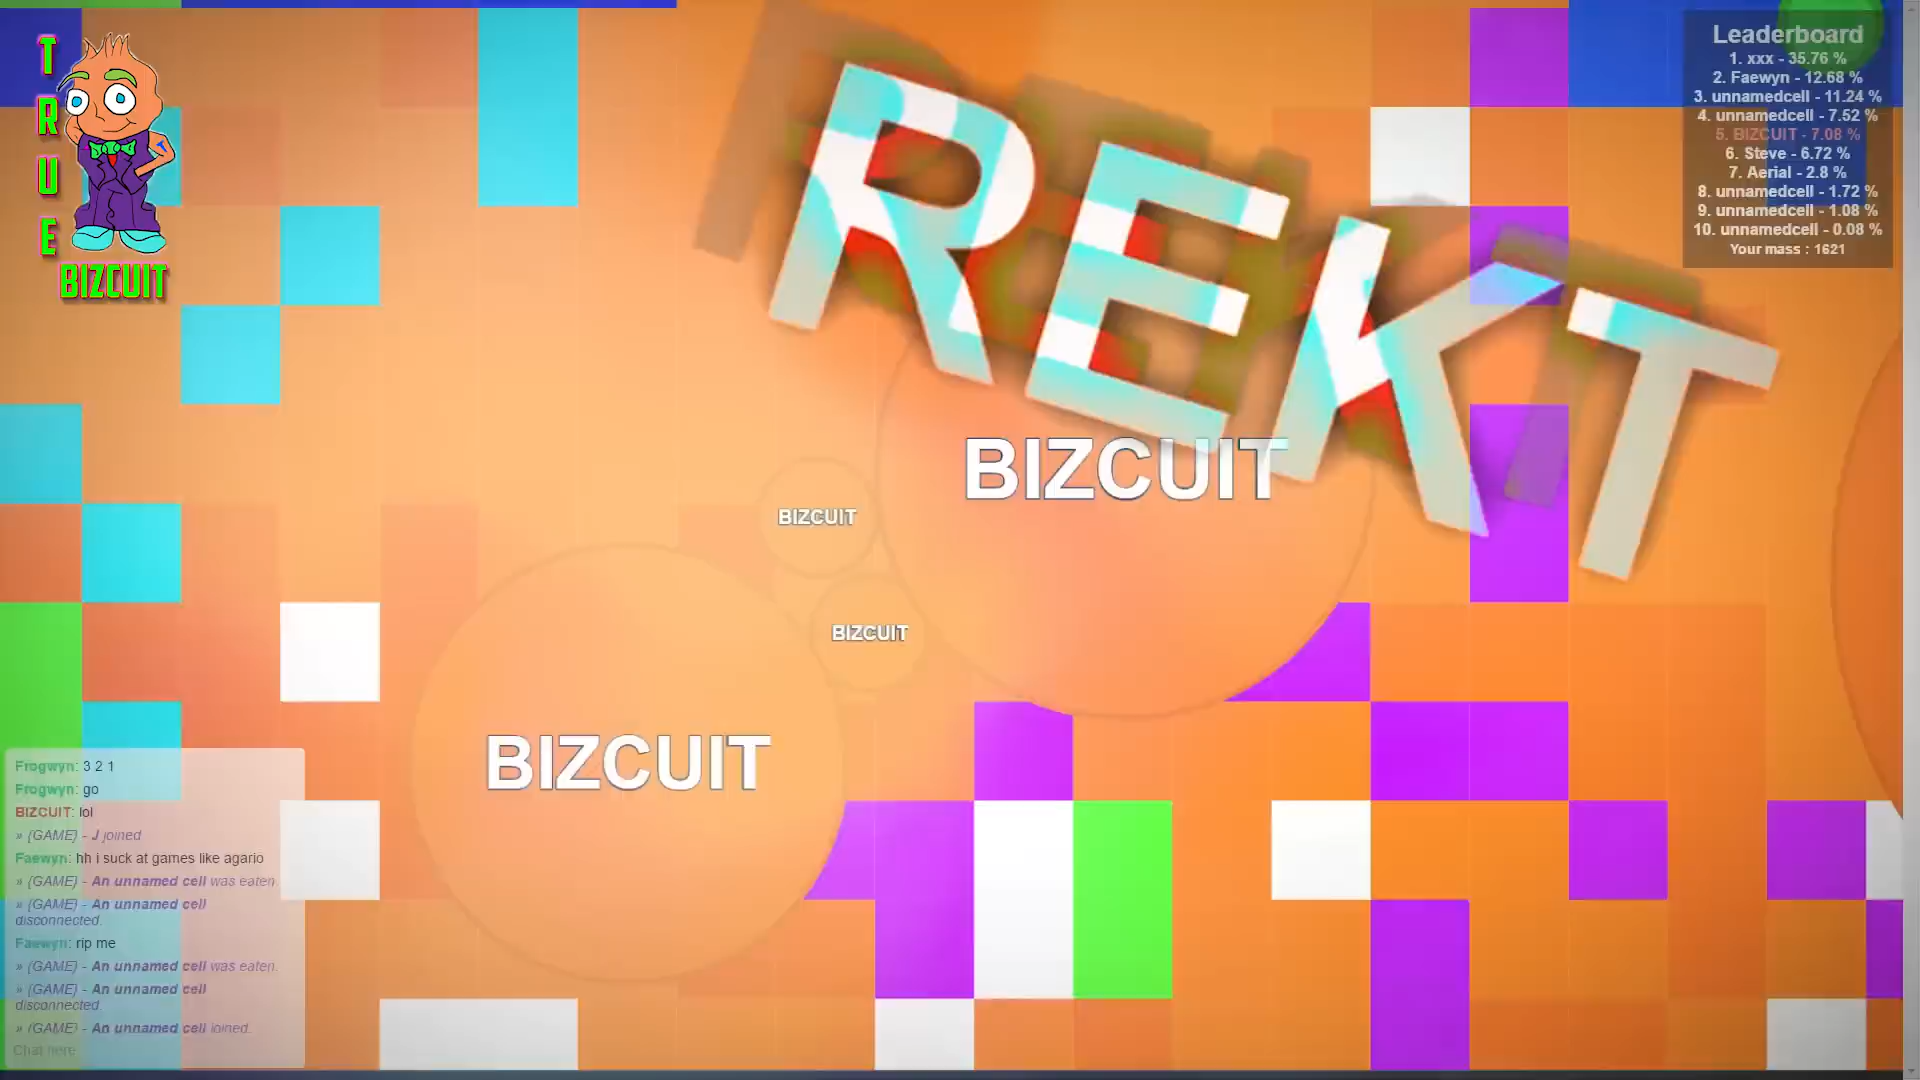 TRUE
BIZCUIT
REKT
Leaderboard
1. xxx - 35.76 %
2. Faewyn - 12.68 %
3. unnamedcell - 11.24 %
4. unnamedcell - 7.52 %
5. BIZCUIT - 7.08 %
6. Steve - 6.72 %
7. Aerial - 2.8 %
8. unnamedcell - 1.72 %
9. unnamedcell - 1.08 %
10. unnamedcell - 0.08 %
Your mass : 1621
BIZCUIT
BIZCUIT
BIZCUIT
BIZCUIT
Frogwyn: 3 2 1
Frogwyn: go
BIZCUIT: lol
» (GAME) - J joined
Faewyn: hh i suck at games like agario
» (GAME) - An unnamed cell was eaten.
» (GAME) - An unnamed cell
disconnected.
Faewyn: rip me
» (GAME) - An unnamed cell was eaten.
» (GAME) - An unnamed cell
disconnected.
» (GAME) - An unnamed cell joined.
Chat here